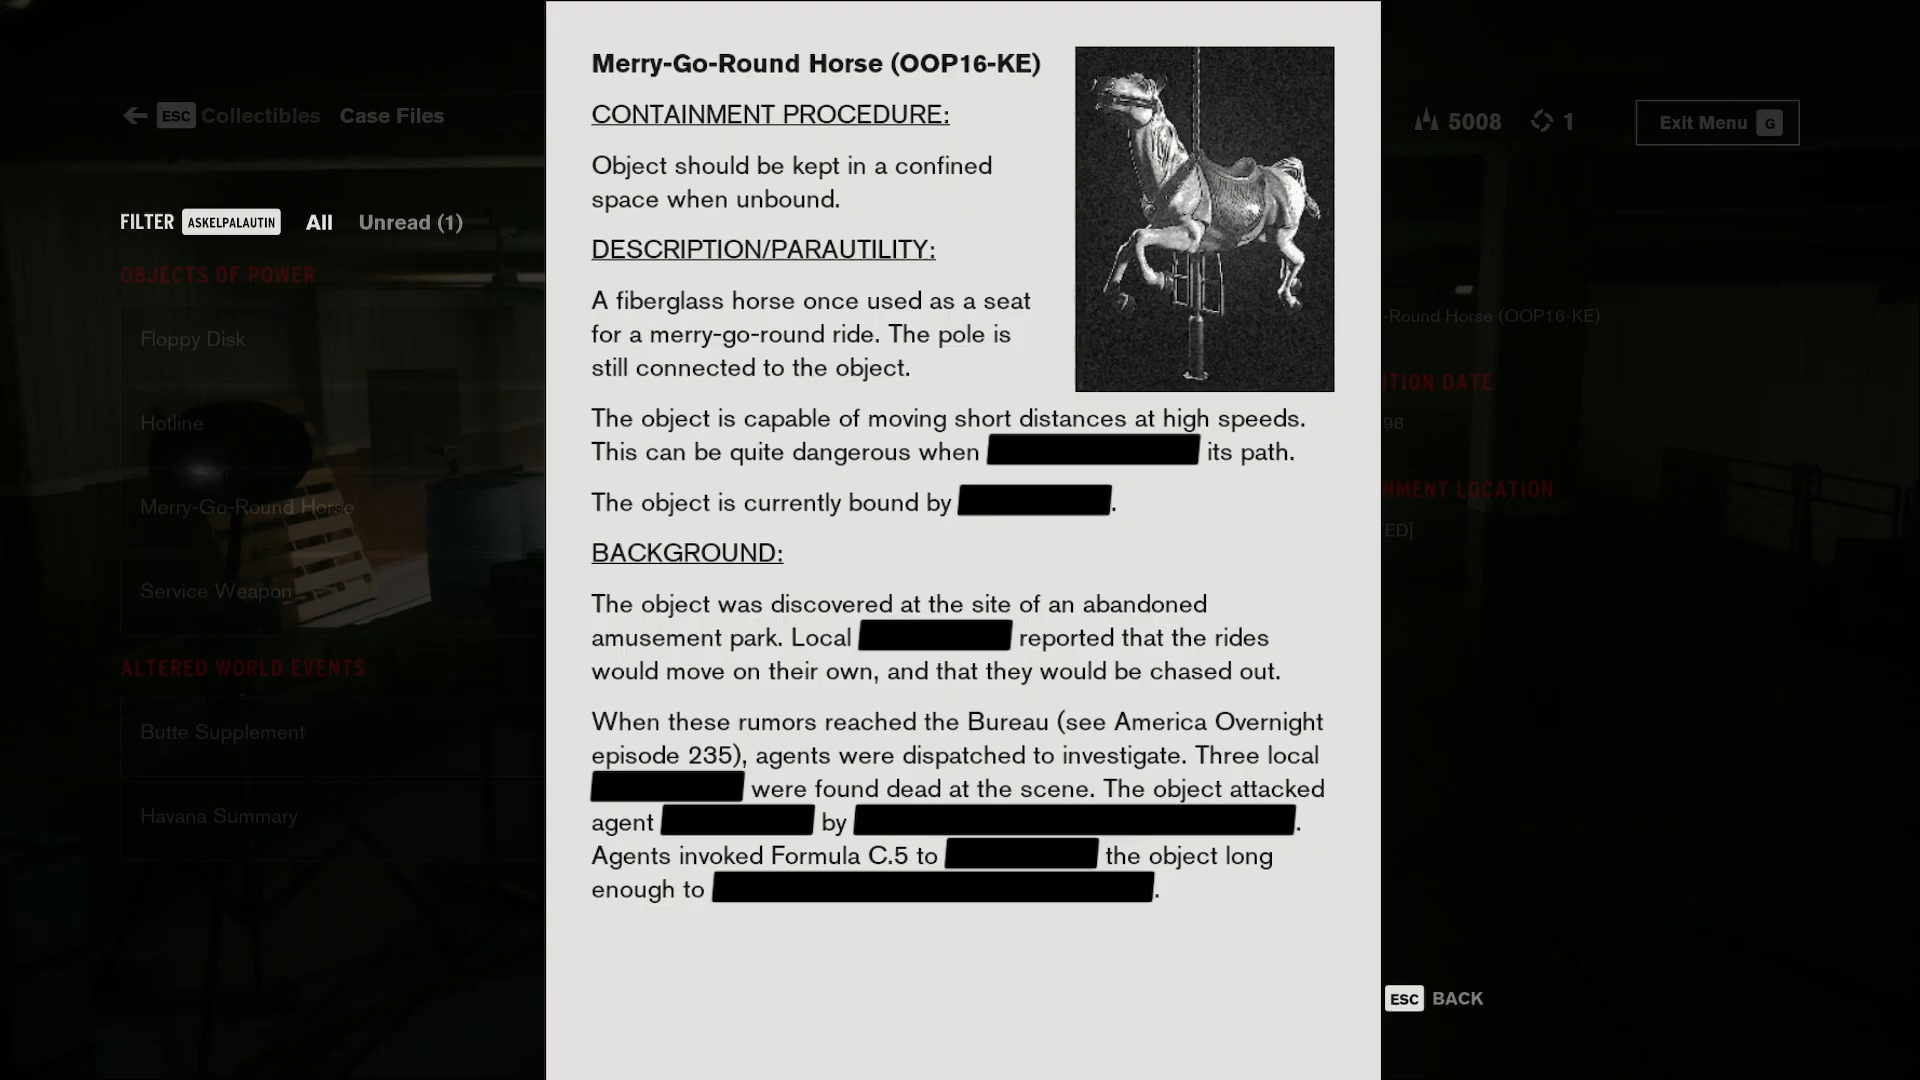 Merry-Go-Round Horse (OOP16-KE)
CONTAINMENT PROCEDURE:
Object should be kept in a confined
space when unbound.
DESCRIPTION/PARAUTILITY:
A fiberglass horse once used as a seat
for a merry-go-round ride. The pole is
still connected to the object.
The object is capable of moving short distances at high speeds.
This can be quite dangerous when its path.
The object is currently bound by .
BACKGROUND:
The object was discovered at the site of an abandoned
amusement park. Local reported that the rides
would move on their own, and that they would be chased out.
When these rumors reached the Bureau (see America Overnight
episode 235), agents were dispatched to investigate. Three local
were found dead at the scene. The object attacked
agent by .
Agents invoked Formula C.5 to the object long
enough to .
ESC Collectibles / Case Files
FILTER ASKELPALAUTIN All Unread (1)
OBJECTS OF POWER
Floppy Disk
Hotline
Merry-Go-Round Horse
Service Weapon
ALTERED WORLD EVENTS
Butte Supplement
Havana Summary
5008 1 Exit Menu G
-Round Horse (OOP16-KE)
ITION DATE
98
NMENT LOCATION
ED]
ESC BACK